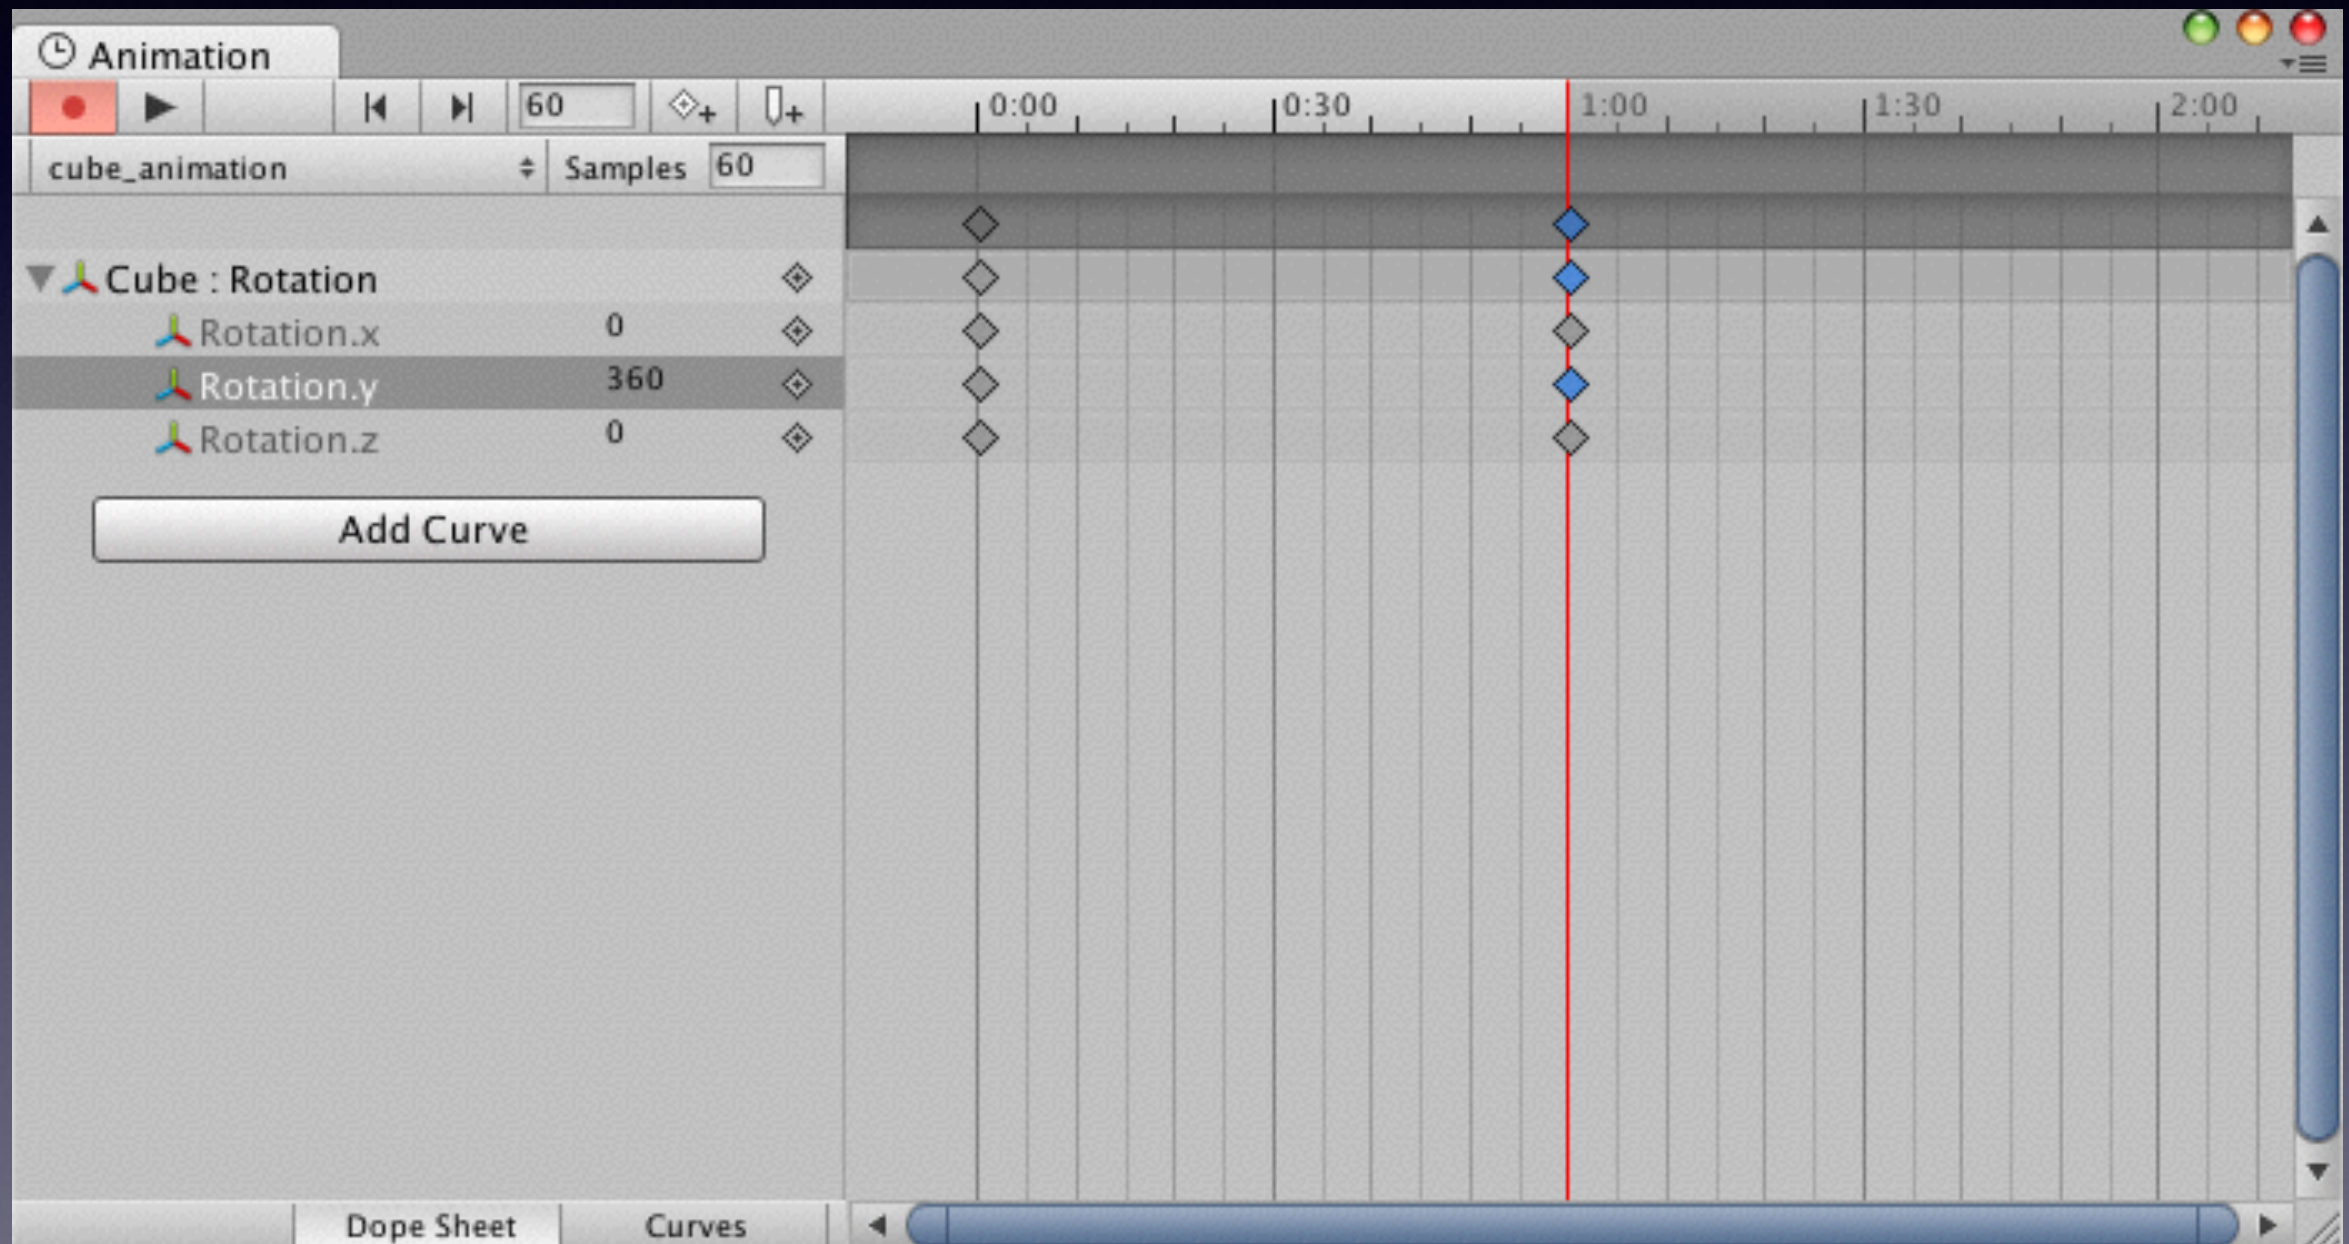 Animation
60 0:00 0:30 1:00 1:30 2:00
cube_animation Samples 60
Cube : Rotation
Rotation.x 0
Rotation.y 360
Rotation.z 0
Add Curve
Dope Sheet Curves